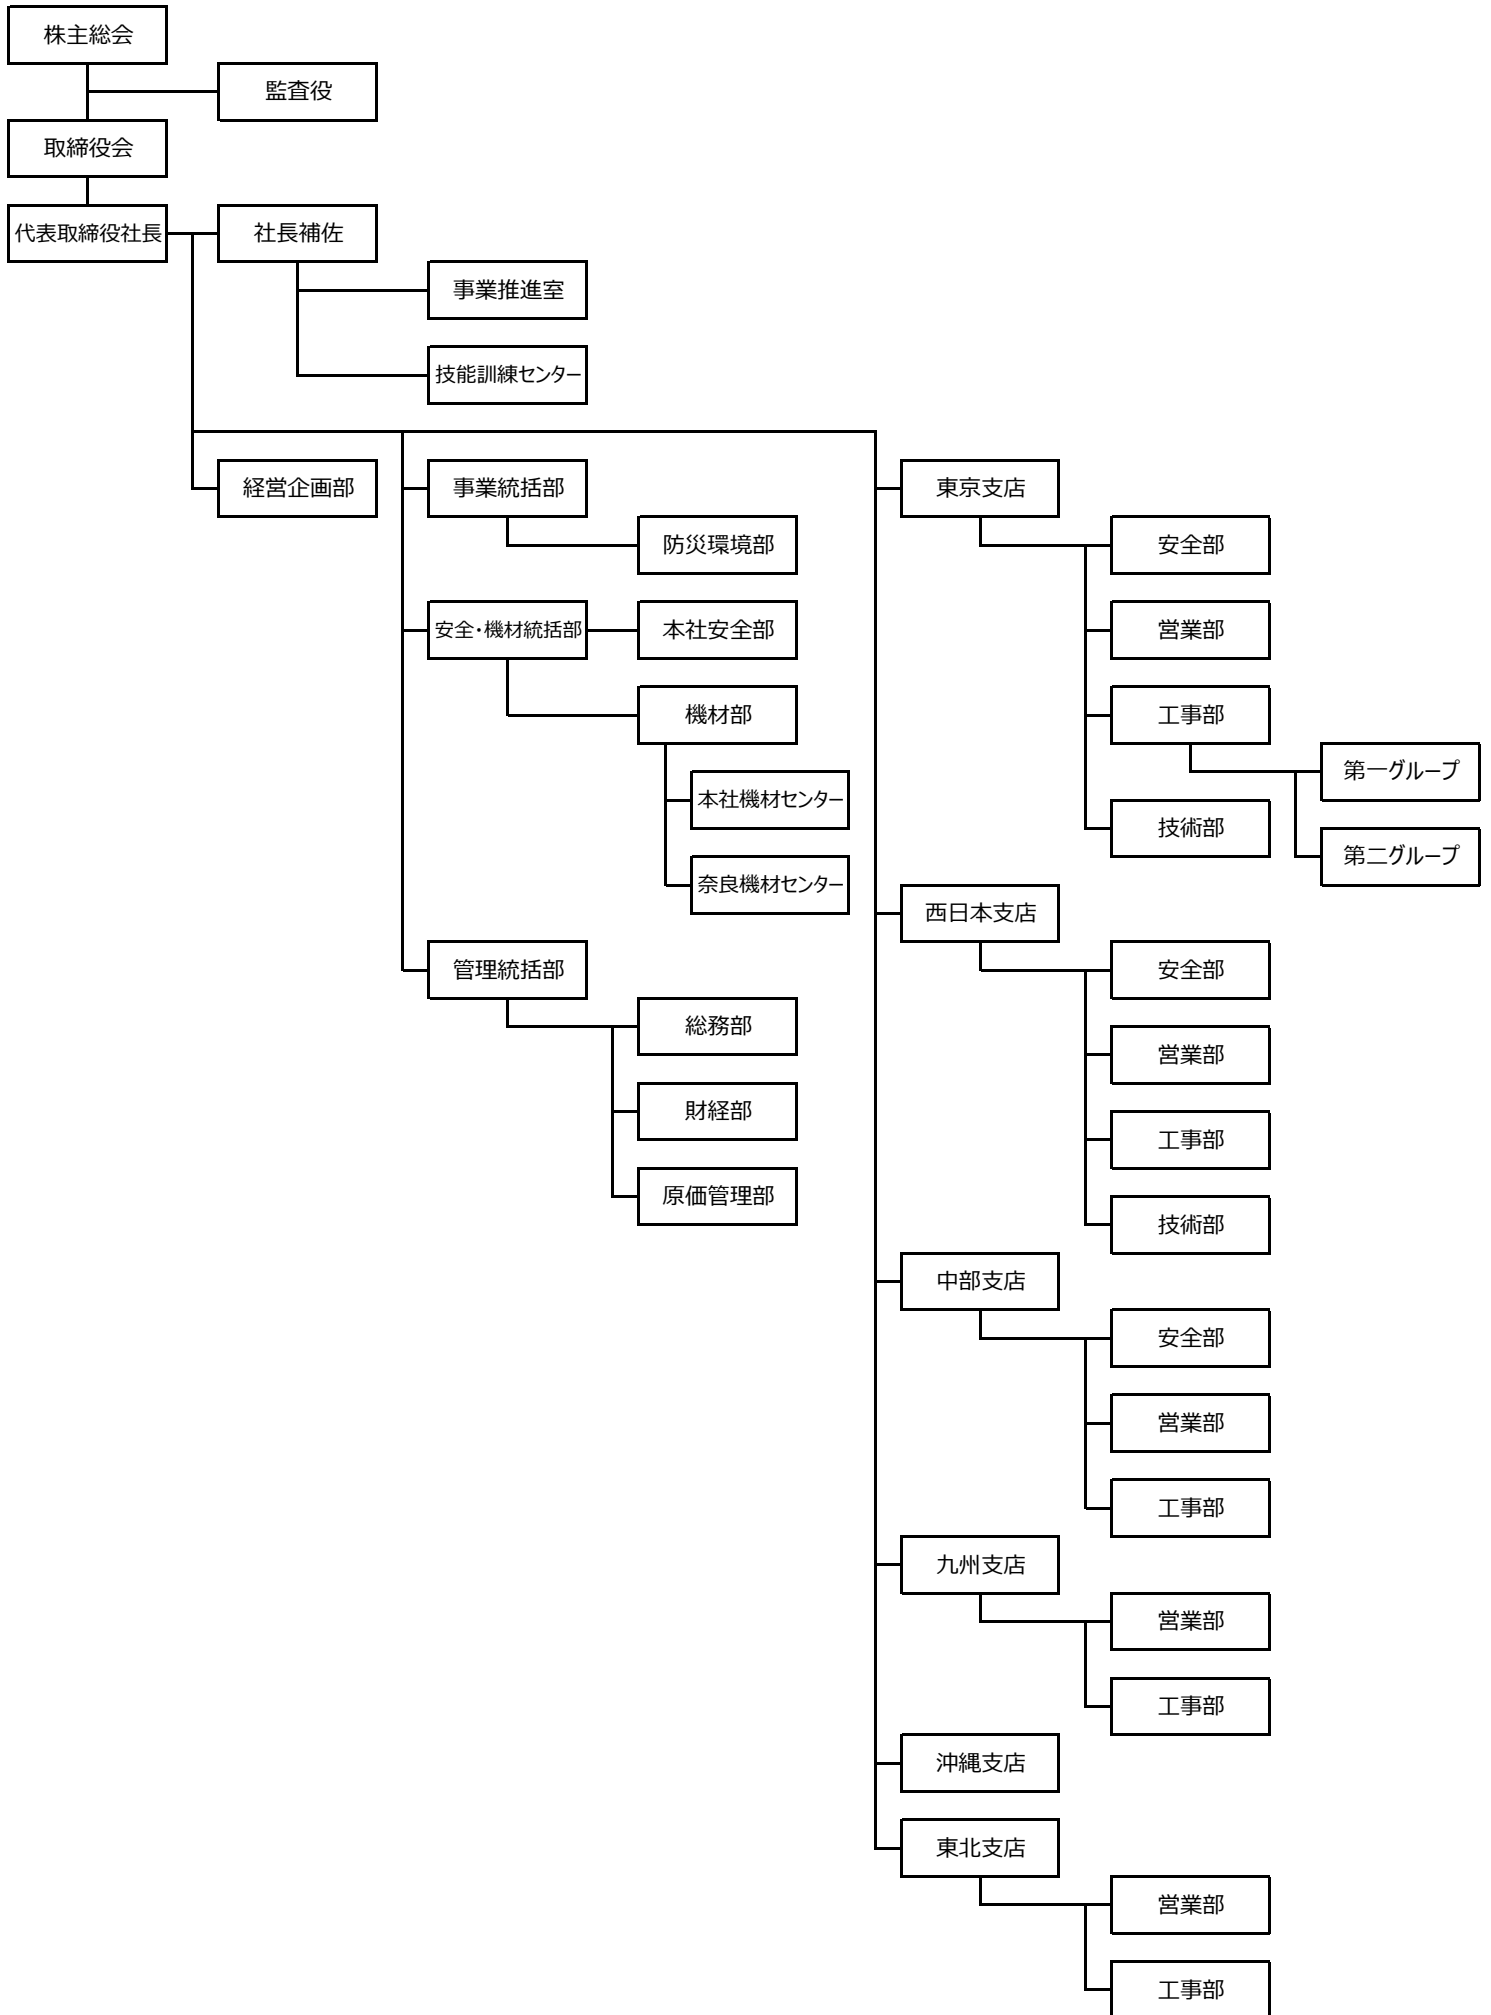 株主総会
監査役
取締役会
代表取締役社長
社長補佐
事業推進室
技能訓練センター
経営企画部
事業統括部
防災環境部
安全・機材統括部
本社安全部
機材部
本社機材センター
奈良機材センター
管理統括部
総務部
財経部
原価管理部
東京支店
安全部
営業部
工事部
第一グループ
第二グループ
技術部
西日本支店
安全部
営業部
工事部
技術部
中部支店
安全部
営業部
工事部
九州支店
営業部
工事部
沖縄支店
東北支店
営業部
工事部